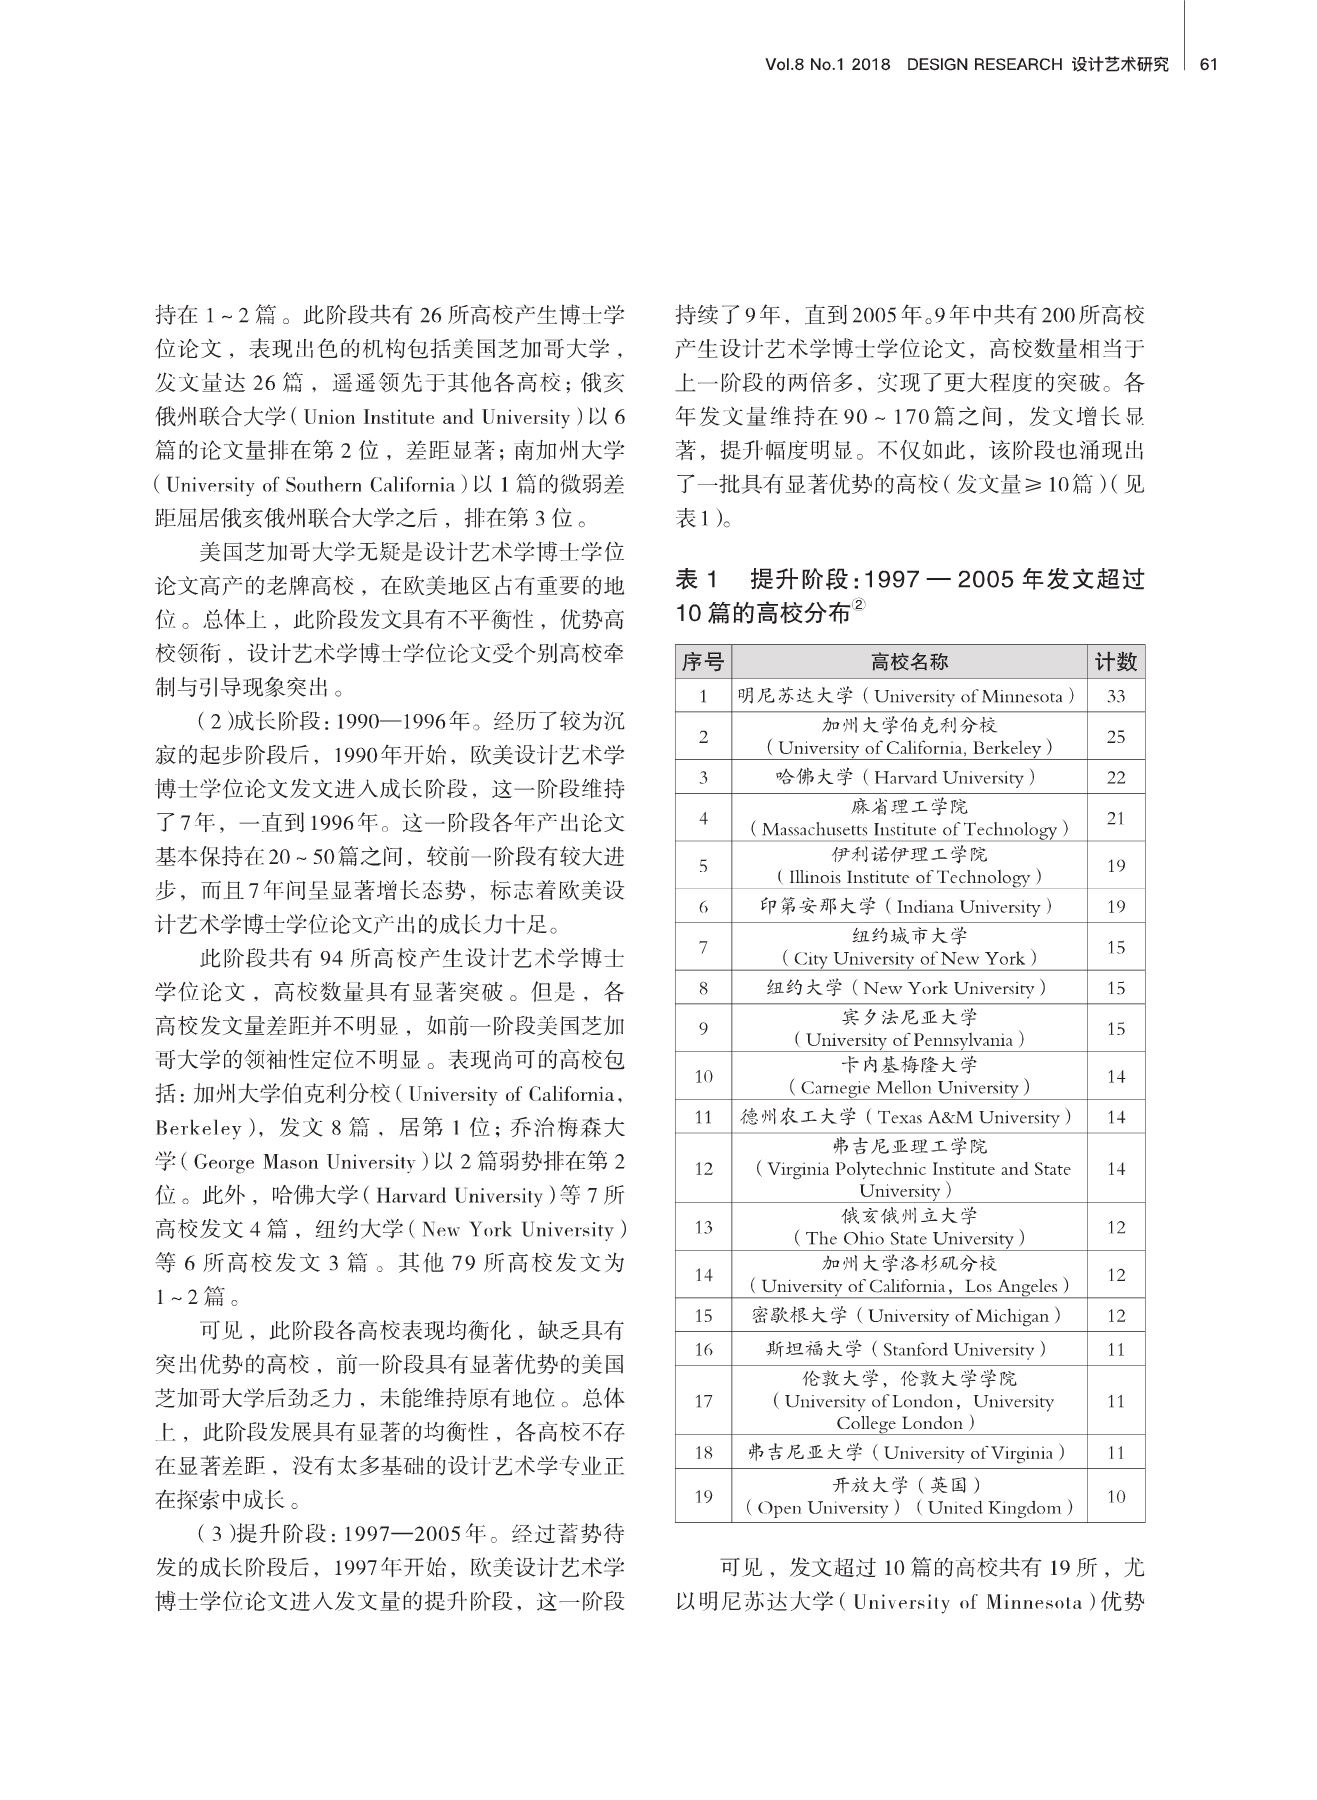 Vol.8 No.1 2018 DESIGN RESEARCH 设计艺术研究 61
持在 1~2 篇。此阶段共有 26 所高校产生博士学
位论文，表现出色的机构包括美国芝加哥大学，
发文量达 26 篇，遥遥领先于其他各高校；俄亥
俄州联合大学（Union Institute and University）以 6
篇的论文量排在第 2 位，差距显著；南加州大学
（University of Southern California）以 1 篇的微弱差
距屈居俄亥俄州联合大学之后，排在第 3 位。
美国芝加哥大学无疑是设计艺术学博士学位
论文高产的老牌高校，在欧美地区占有重要的地
位。总体上，此阶段发文具有不平衡性，优势高
校领衔，设计艺术学博士学位论文受个别高校牵
制与引导现象突出。
（2）成长阶段：1990—1996年。经历了较为沉
寂的起步阶段后，1990年开始，欧美设计艺术学
博士学位论文发文进入成长阶段，这一阶段维持
了7年，一直到1996年。这一阶段各年产出论文
基本保持在20~50篇之间，较前一阶段有较大进
步，而且7年间呈显著增长态势，标志着欧美设
计艺术学博士学位论文产出的成长力十足。
此阶段共有 94 所高校产生设计艺术学博士
学位论文，高校数量具有显著突破。但是，各
高校发文量差距并不明显，如前一阶段美国芝加
哥大学的领袖性定位不明显。表现尚可的高校包
括：加州大学伯克利分校（University of California,
Berkeley），发文 8 篇，居第 1 位；乔治梅森大
学（George Mason University）以 2 篇弱势排在第 2
位。此外，哈佛大学（Harvard University）等 7 所
高校发文 4 篇，纽约大学（New York University）
等 6 所高校发文 3 篇。其他 79 所高校发文为
1~2 篇。
可见，此阶段各高校表现均衡化，缺乏具有
突出优势的高校，前一阶段具有显著优势的美国
芝加哥大学后劲乏力，未能维持原有地位。总体
上，此阶段发展具有显著的均衡性，各高校不存
在显著差距，没有太多基础的设计艺术学专业正
在探索中成长。
（3）提升阶段：1997—2005年。经过蓄势待
发的成长阶段后，1997年开始，欧美设计艺术学
博士学位论文进入发文量的提升阶段，这一阶段
持续了9年，直到2005年。9年中共有200所高校
产生设计艺术学博士学位论文，高校数量相当于
上一阶段的两倍多，实现了更大程度的突破。各
年发文量维持在90~170篇之间，发文增长显
著，提升幅度明显。不仅如此，该阶段也涌现出
了一批具有显著优势的高校（发文量≥10篇）（见
表1）。
表 1 提升阶段：1997 — 2005 年发文超过
10 篇的高校分布②
序号 高校名称 计数
1 明尼苏达大学（University of Minnesota） 33
加州大学伯克利分校
2 （University of California, Berkeley） 25
3 哈佛大学（Harvard University） 22
麻省理工学院
4 （Massachusetts Institute of Technology） 21
伊利诺伊理工学院
5 （Illinois Institute of Technology） 19
6 印第安那大学（Indiana University） 19
纽约城市大学
7 （City University of New York） 15
8 纽约大学（New York University） 15
宾夕法尼亚大学
9 （University of Pennsylvania） 15
卡内基梅隆大学
10 （Carnegie Mellon University） 14
11 德州农工大学（Texas A&M University） 14
弗吉尼亚理工学院
12 （Virginia Polytechnic Institute and State 14
University）
俄亥俄州立大学
13 （The Ohio State University） 12
加州大学洛杉矶分校
14 （University of California，Los Angeles） 12
15 密歇根大学（University of Michigan） 12
16 斯坦福大学（Stanford University） 11
伦敦大学，伦敦大学学院
17 （University of London，University 11
College London）
18 弗吉尼亚大学（University of Virginia） 11
开放大学（英国）
19 （Open University）（United Kingdom） 10
可见，发文超过 10 篇的高校共有 19 所，尤
以明尼苏达大学（University of Minnesota）优势